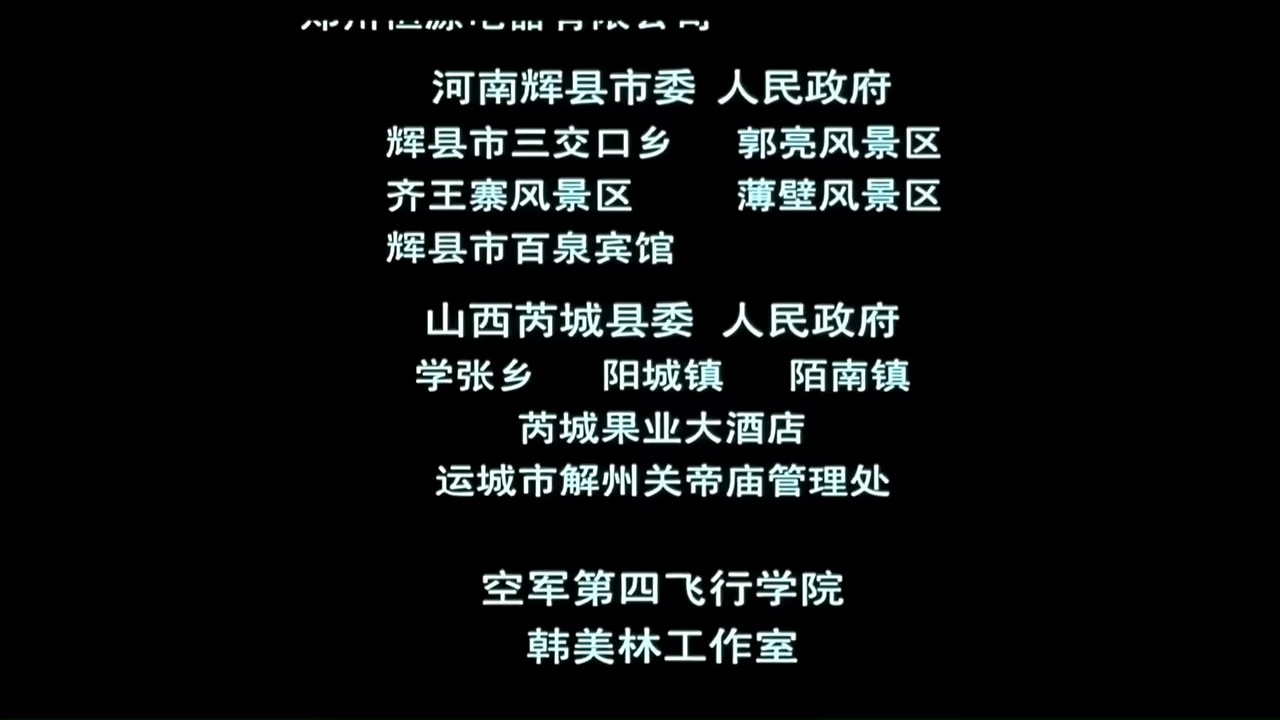 河南辉县市委 人民政府
辉县市三交口乡 郭亮风景区
齐王寨风景区 薄壁风景区
辉县市百泉宾馆
山西芮城县委 人民政府
学张乡 阳城镇 陌南镇
芮城果业大酒店
运城市解州关帝庙管理处
空军第四飞行学院
韩美林工作室